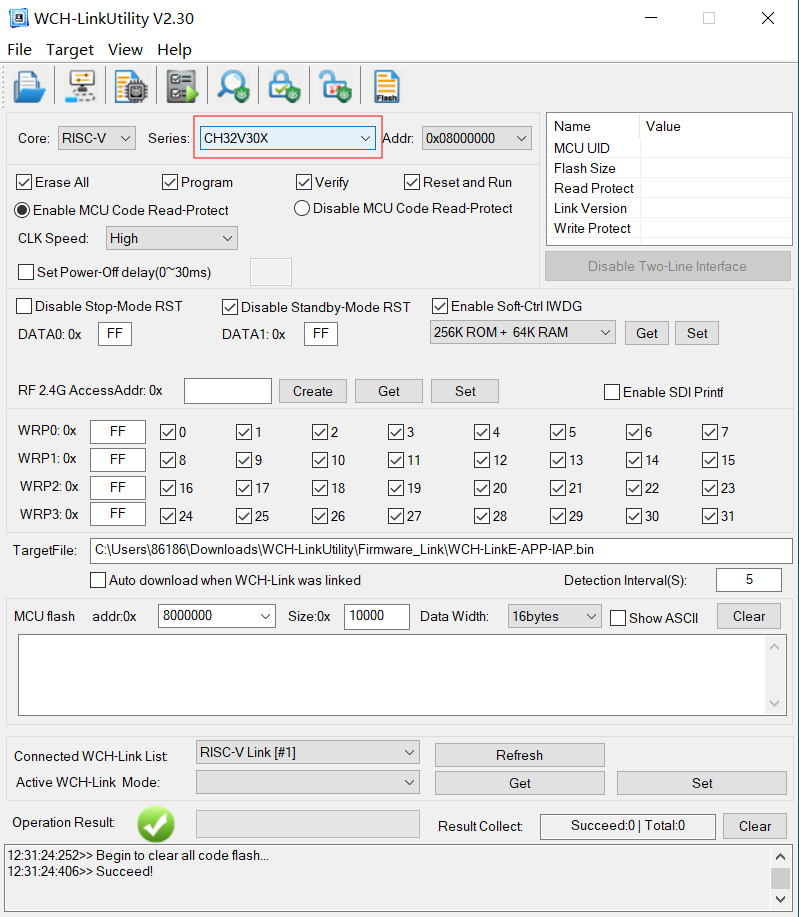 WCH-LinkUtility V2.30
File Target View Help
Flash
Core: RISC-V Series: CH32V30X Addr: 0x08000000
Name Value
MCU UID
Flash Size
Read Protect
Link Version
Write Protect
Erase All Program Verify Reset and Run
Enable MCU Code Read-Protect Disable MCU Code Read-Protect
CLK Speed: High
Set Power-Off delay(0~30ms)
Disable Two-Line Interface
Disable Stop-Mode RST Disable Standby-Mode RST Enable Soft-Ctrl IWDG
DATA0: 0x FF DATA1: 0x FF 256K ROM + 64K RAM Get Set
RF 2.4G AccessAddr: 0x Create Get Set Enable SDI Printf
WRP0: 0x FF 0 1 2 3 4 5 6 7
WRP1: 0x FF 8 9 10 11 12 13 14 15
WRP2: 0x FF 16 17 18 19 20 21 22 23
WRP3: 0x FF 24 25 26 27 28 29 30 31
TargetFile: C:\Users\86186\Downloads\WCH-LinkUtility\Firmware_Link\WCH-LinkE-APP-IAP.bin
Auto download when WCH-Link was linked Detection Interval(S): 5
MCU flash addr:0x 8000000 Size:0x 10000 Data Width: 16bytes Show ASCII Clear
Connected WCH-Link List: RISC-V Link [#1] Refresh
Active WCH-Link Mode: Get Set
Operation Result: Result Collect: Succeed:0 | Total:0 Clear
12:31:24:252>> Begin to clear all code flash...
12:31:24:406>> Succeed!